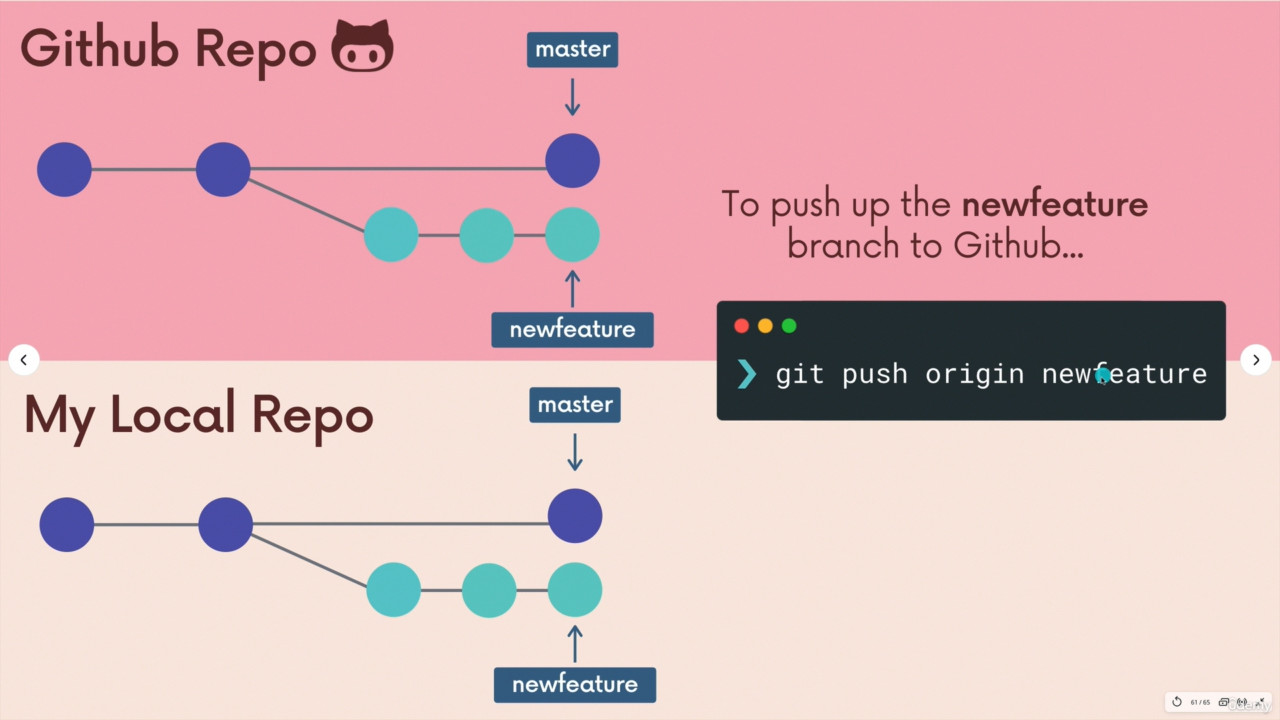 Github Repo
master
newfeature
To push up the newfeature
branch to Github...
❯ git push origin newfeature
My Local Repo
master
newfeature
61 / 65
ûdemy